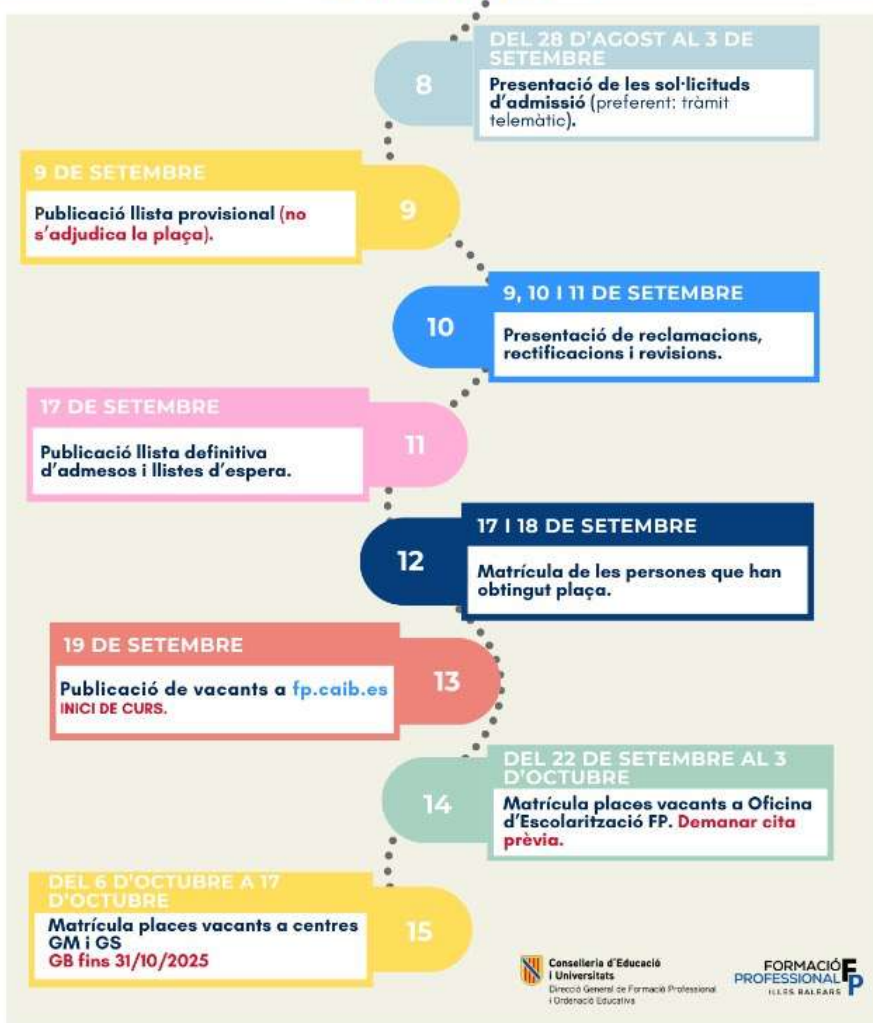 8
DEL 28 D'AGOST AL 3 DE
SETEMBRE
Presentació de les sol·licituds
d'admissió (preferent: tràmit
telemàtic).
9 DE SETEMBRE
9
Publicació llista provisional (no
s'adjudica la plaça).
9, 10 I 11 DE SETEMBRE
10
Presentació de reclamacions,
rectificacions i revisions.
17 DE SETEMBRE
11
Publicació llista definitiva
d'admesos i llistes d'espera.
17 I 18 DE SETEMBRE
12
Matrícula de les persones que han
obtingut plaça.
19 DE SETEMBRE
13
Publicació de vacants a fp.caib.es
INICI DE CURS.
DEL 22 DE SETEMBRE AL 3
D'OCTUBRE
14
Matrícula places vacants a Oficina
d'Escolarització FP. Demanar cita
prèvia.
DEL 6 D'OCTUBRE A 17
D'OCTUBRE
15
Matrícula places vacants a centres
GM i GS
GB fins 31/10/2025
Conselleria d'Educació
i Universitats
Direcció General de Formació Professional
i Ordenació Educativa
FORMACIÓ
PROFESSIONAL
ILLES BALEARS
FP